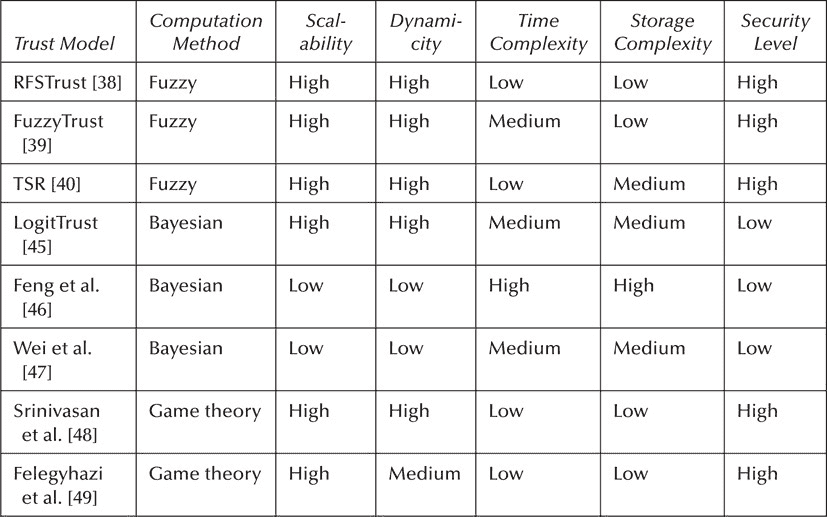 Trust Model Computation Method Scal-ability Dynami-city Time Complexity Storage Complexity Security Level
RFSTrust [38] Fuzzy High High Low Low High
FuzzyTrust [39] Fuzzy High High Medium Low High
TSR [40] Fuzzy High High Low Medium High
LogitTrust [45] Bayesian High High Medium Medium Low
Feng et al. [46] Bayesian Low Low High High Low
Wei et al. [47] Bayesian Low Low Medium Medium Low
Srinivasan et al. [48] Game theory High High Low Low High
Felegyhazi et al. [49] Game theory High Medium Low Low High